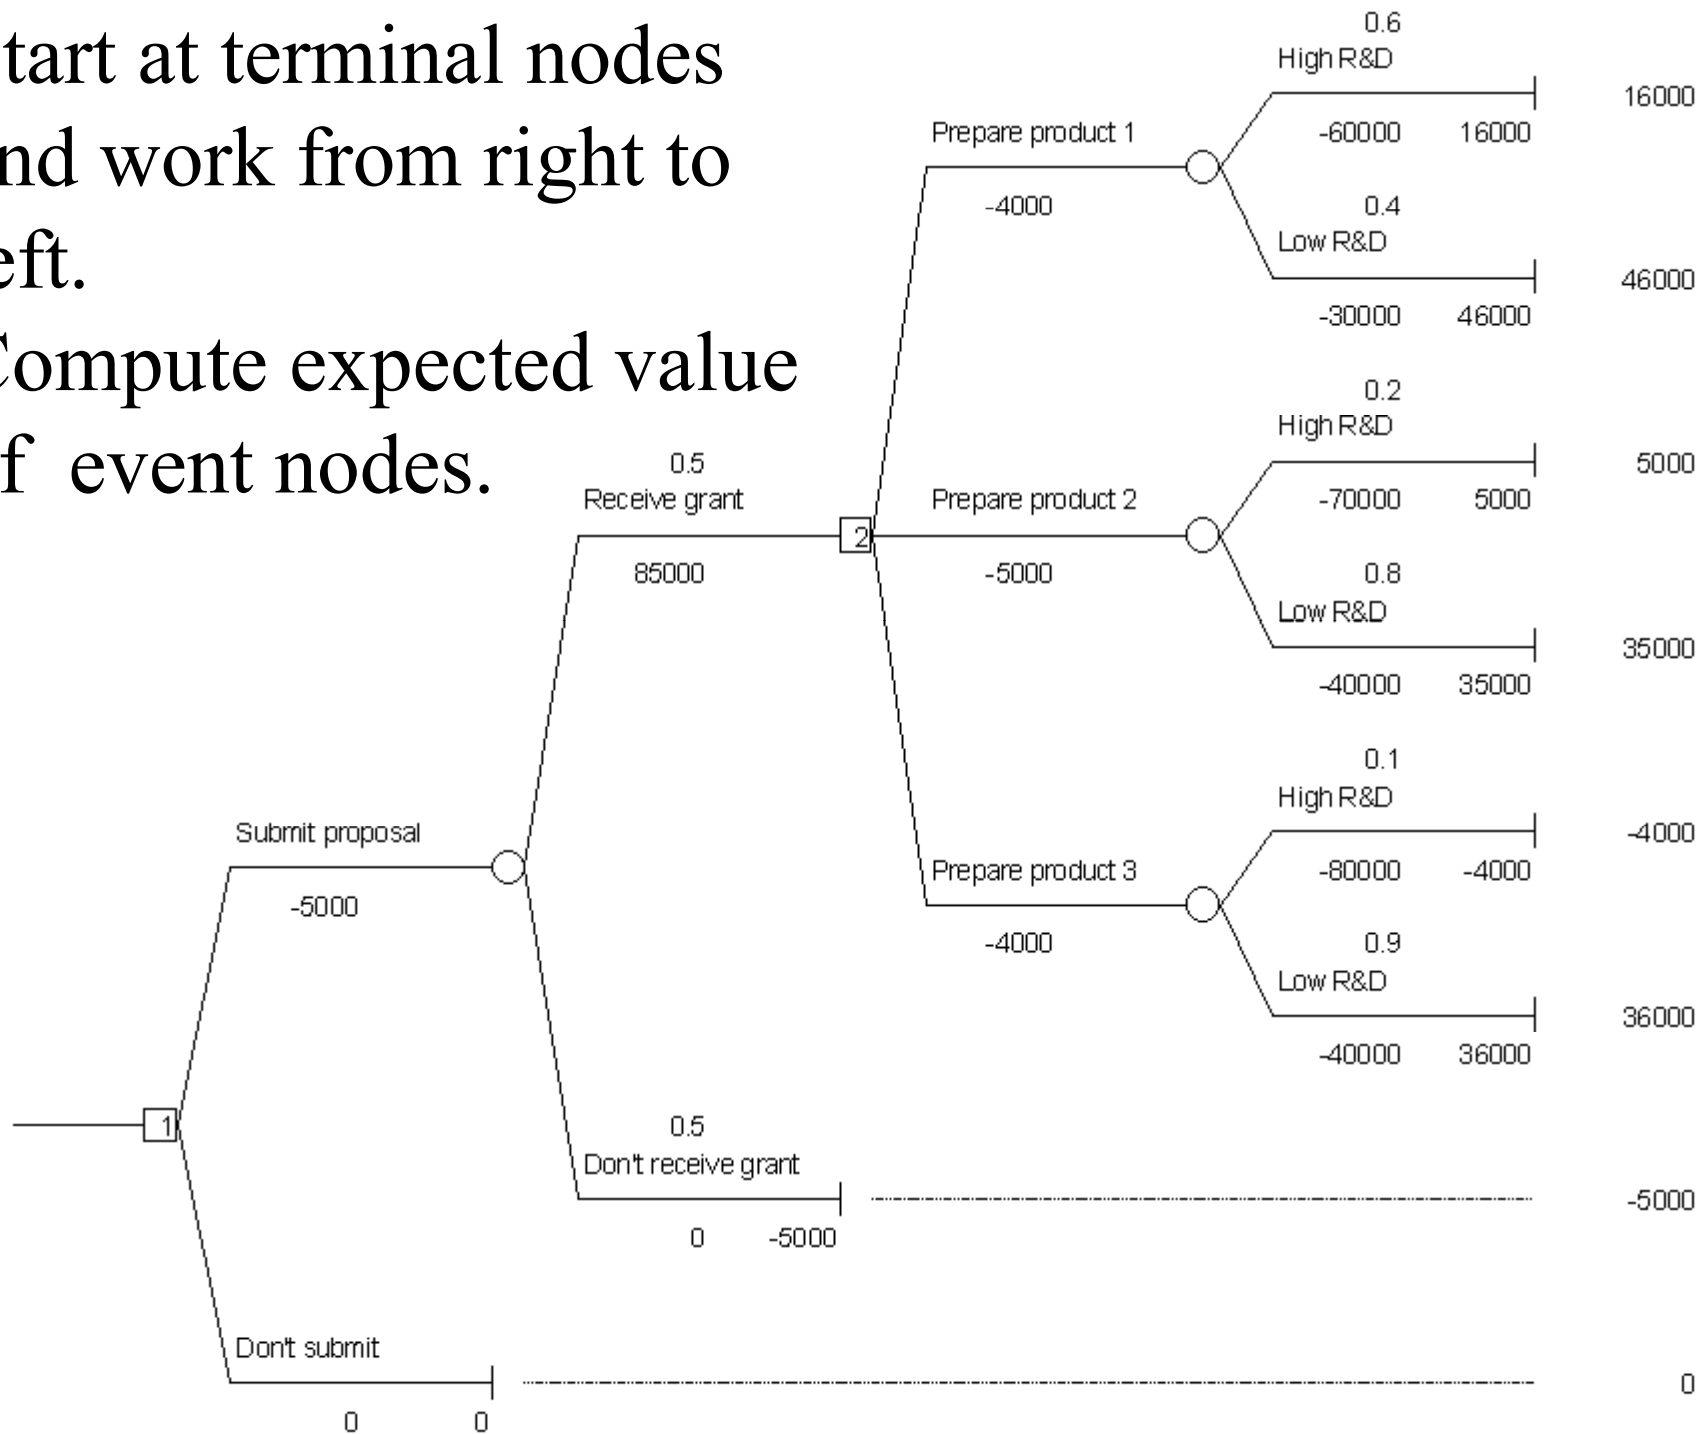 tart at terminal nodes
nd work from right to
eft.
Compute expected value
f event nodes.
0.6
High R&D
16000
-60000 16000
Prepare product 1
-4000
0.4
Low R&D
46000
-30000 46000
0.2
High R&D
5000
-70000 5000
0.5
Receive grant
85000
2
Prepare product 2
-5000
0.8
Low R&D
35000
-40000 35000
0.1
High R&D
-4000
-80000 -4000
Submit proposal
-5000
Prepare product 3
-4000
0.9
Low R&D
36000
-40000 36000
1
0.5
Don't receive grant
-5000
0 -5000
Don't submit
0
0 0